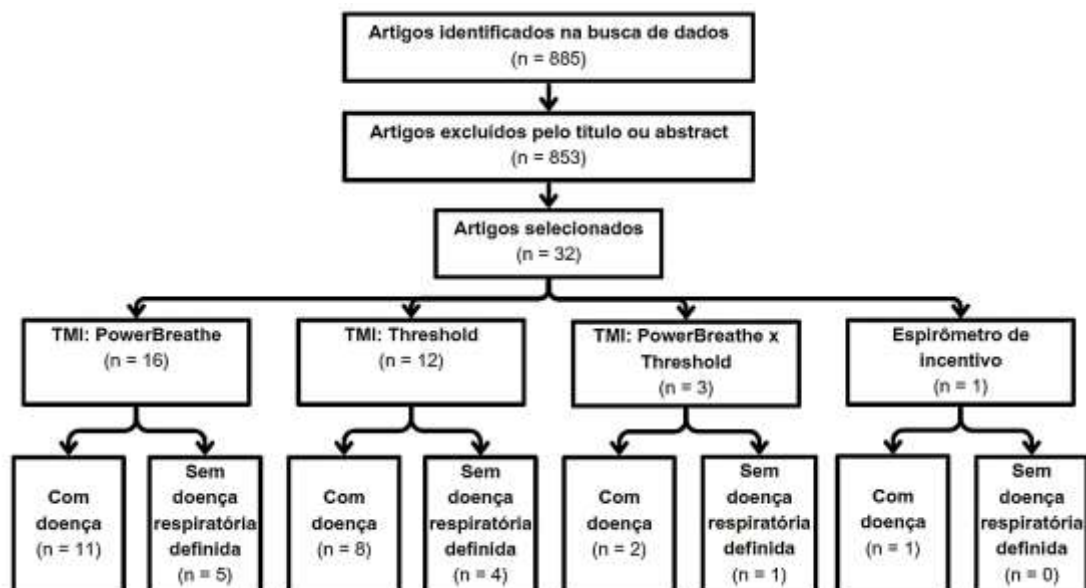 Artigos identificados na busca de dados
(n = 885)
Artigos excluídos pelo título ou abstract
(n = 853)
Artigos selecionados
(n = 32)
TMI: PowerBreathe
(n = 16)
TMI: Threshold
(n = 12)
TMI: PowerBreathe x
Threshold
(n = 3)
Espirômetro de
incentivo
(n = 1)
Com
doença
(n = 11)
Sem
doença
respiratória
definida
(n = 5)
Com
doença
(n = 8)
Sem
doença
respiratória
definida
(n = 4)
Com
doença
(n = 2)
Sem
doença
respiratória
definida
(n = 1)
Com
doença
(n = 1)
Sem
doença
respiratória
definida
(n = 0)